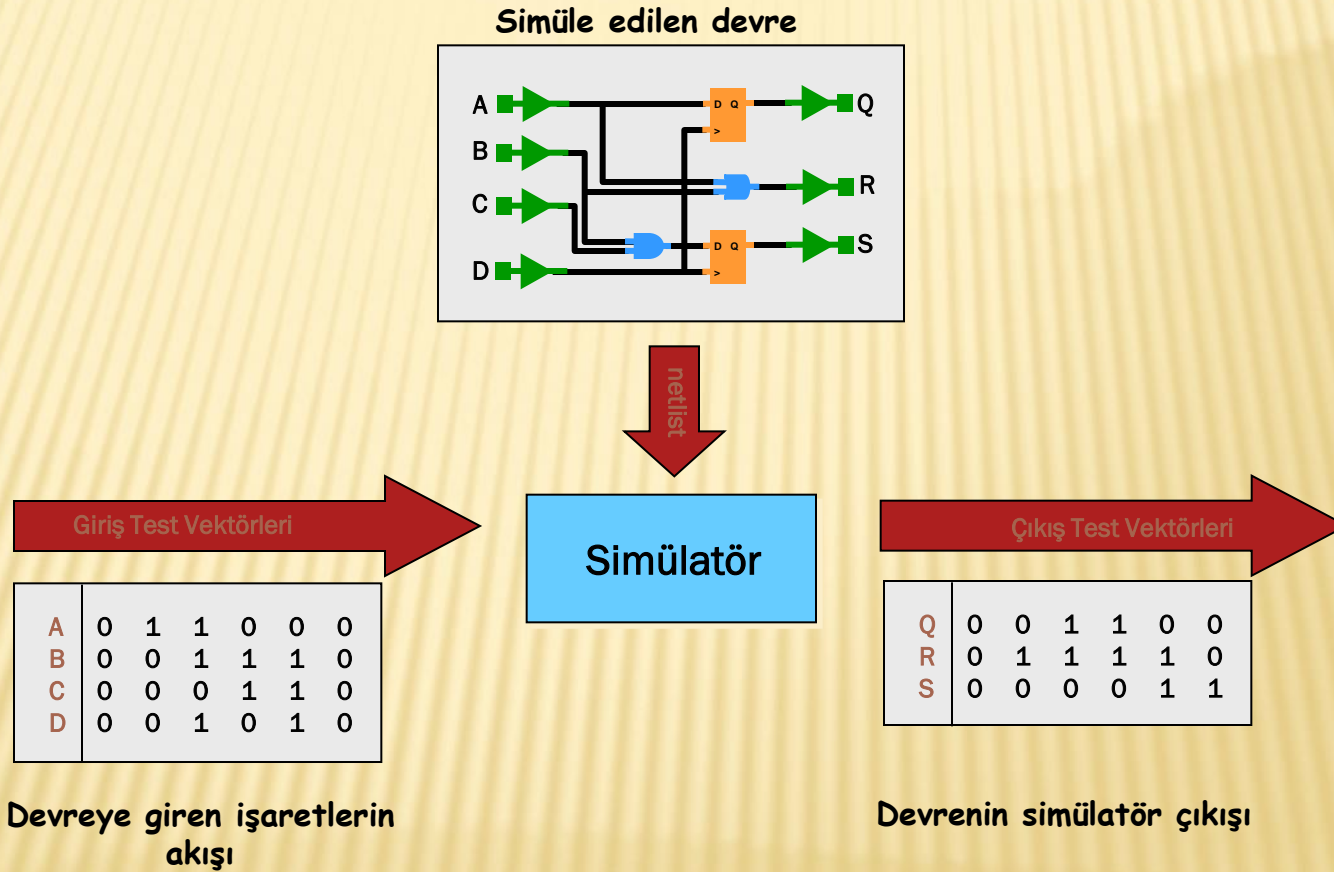 Simüle edilen devre
A
B
C
D
D Q
>
D Q
>
Q
R
S
netlist
Giriş Test Vektörleri
Simülatör
Çıkış Test Vektörleri
A 0 1 1 0 0 0
B 0 0 1 1 1 0
C 0 0 0 1 1 0
D 0 0 1 0 1 0
Q 0 0 1 1 0 0
R 0 1 1 1 1 0
S 0 0 0 0 1 1
Devreye giren işaretlerin
akışı
Devrenin simülatör çıkışı